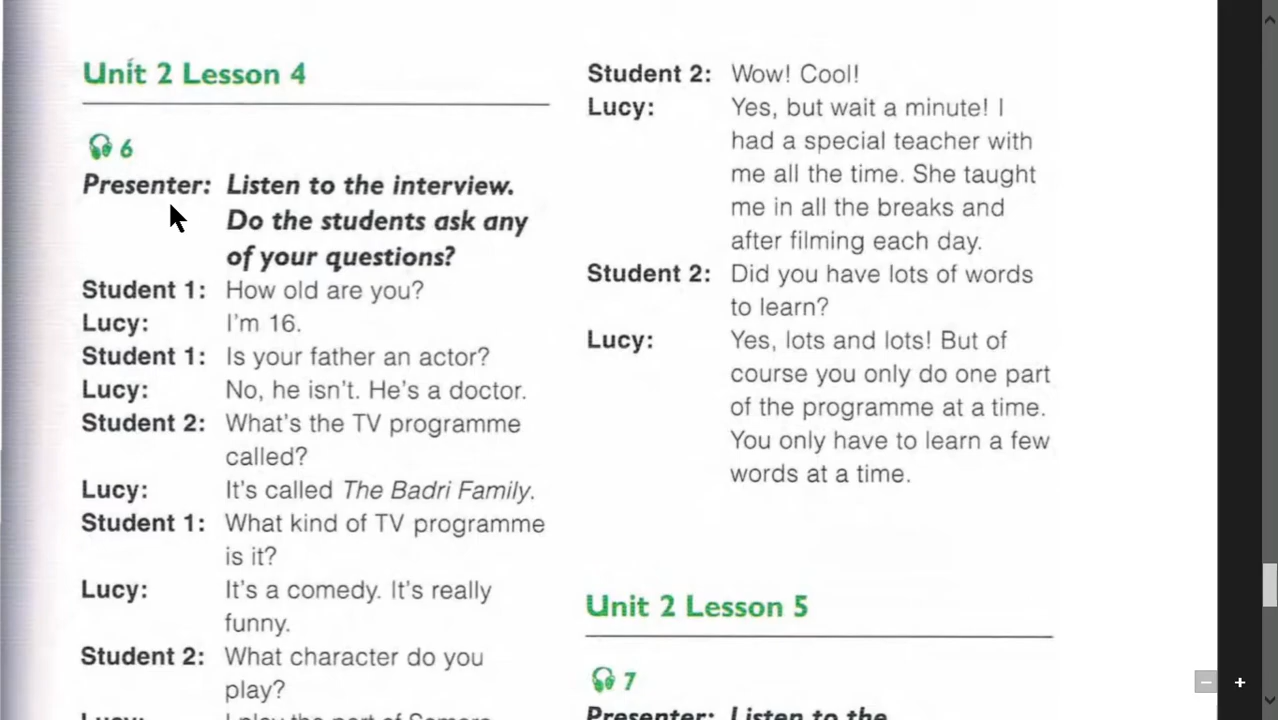 Unit 2 Lesson 4
6
Presenter: Listen to the interview.
Do the students ask any
of your questions?
Student 1: How old are you?
Lucy: I'm 16.
Student 1: Is your father an actor?
Lucy: No, he isn't. He's a doctor.
Student 2: What's the TV programme
called?
Lucy: It's called The Badri Family.
Student 1: What kind of TV programme
is it?
Lucy: It's a comedy. It's really
funny.
Student 2: What character do you
play?
Lucy: I play the part of Samara
Student 2: Wow! Cool!
Lucy: Yes, but wait a minute! I
had a special teacher with
me all the time. She taught
me in all the breaks and
after filming each day.
Student 2: Did you have lots of words
to learn?
Lucy: Yes, lots and lots! But of
course you only do one part
of the programme at a time.
You only have to learn a few
words at a time.
Unit 2 Lesson 5
7
Presenter: Listen to the